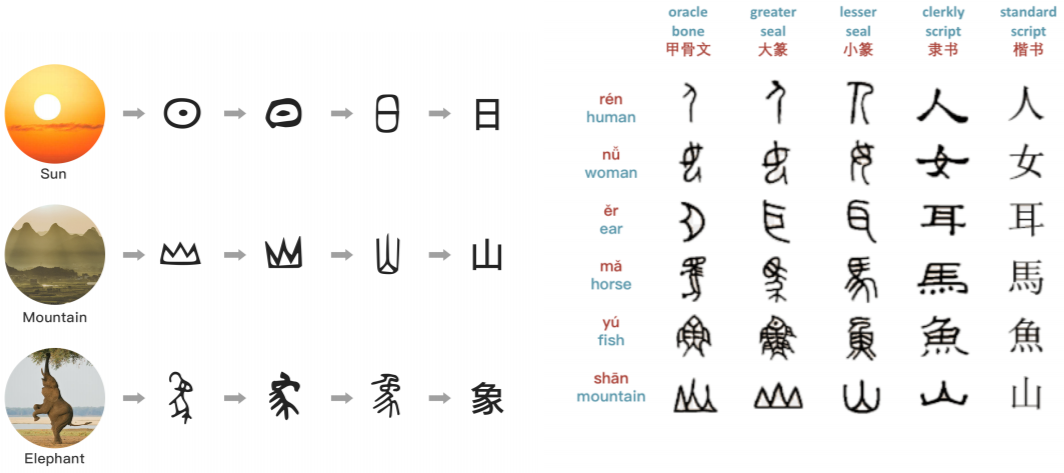 Sun
日
Mountain
山
Elephant
象
oracle bone 甲骨文
greater seal 大篆
lesser seal 小篆
clerkly script 隶书
standard script 楷书
rén human 人 人
nǚ woman 女 女
ěr ear 耳 耳
mǎ horse 馬 馬
yú fish 魚 魚
shān mountain 山 山